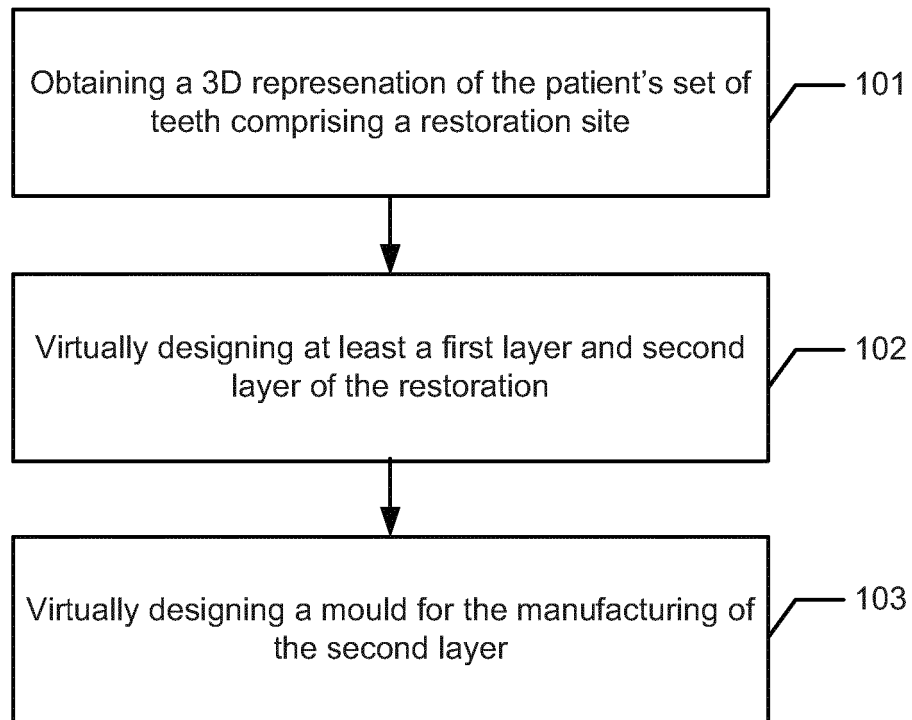 Obtaining a 3D represenation of the patient's set of
teeth comprising a restoration site
101
Virtually designing at least a first layer and second
layer of the restoration
102
Virtually designing a mould for the manufacturing of
the second layer
103